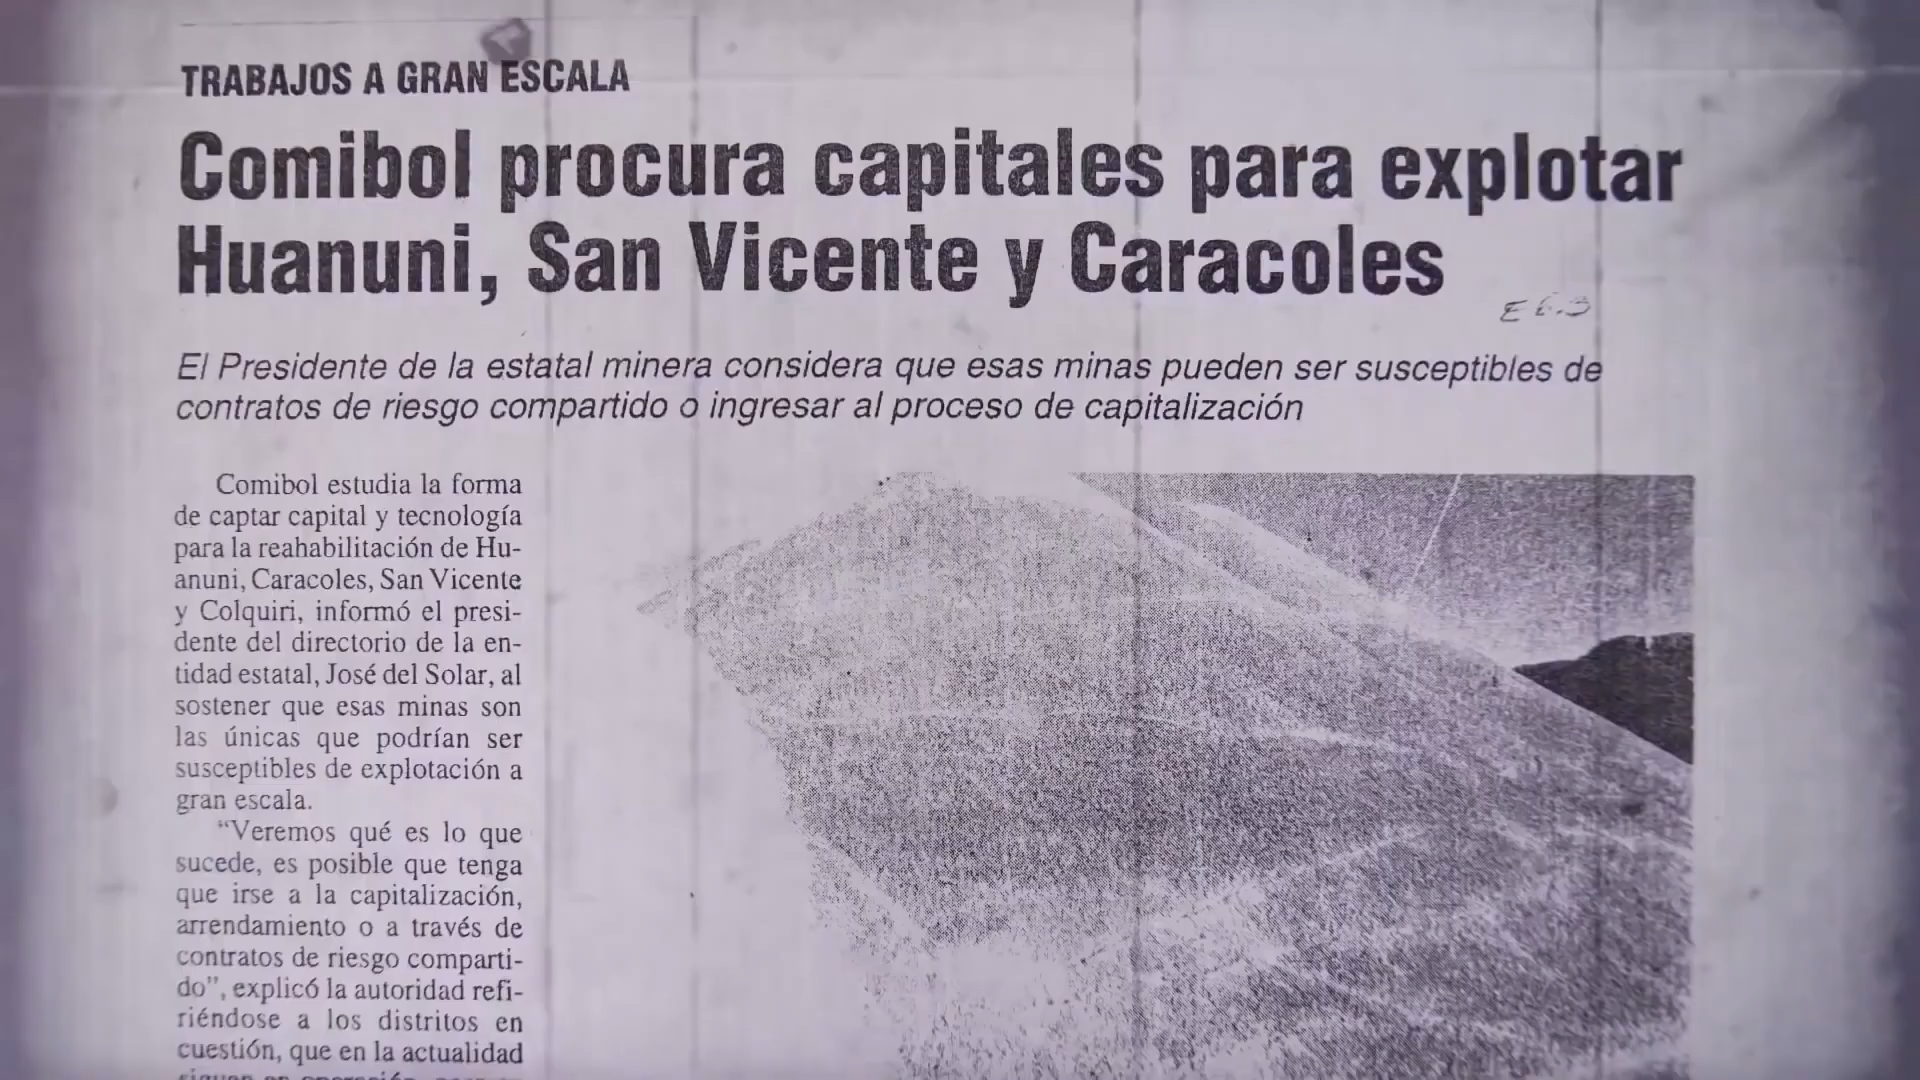 TRABAJOS A GRAN ESCALA
Comibol procura capitales para explotar
Huanuni, San Vicente y Caracoles
E E.3
El Presidente de la estatal minera considera que esas minas pueden ser susceptibles de
contratos de riesgo compartido o ingresar al proceso de capitalización
Comibol estudia la forma
de captar capital y tecnología
para la reahabilitación de Hu-
anuni, Caracoles, San Vicente
y Colquiri, informó el presi-
dente del directorio de la en-
tidad estatal, José del Solar, al
sostener que esas minas son
las únicas que podrían ser
susceptibles de explotación a
gran escala.
“Veremos qué es lo que
sucede, es posible que tenga
que irse a la capitalización,
arrendamiento o a través de
contratos de riesgo comparti-
do”, explicó la autoridad refi-
riéndose a los distritos en
cuestión, que en la actualidad